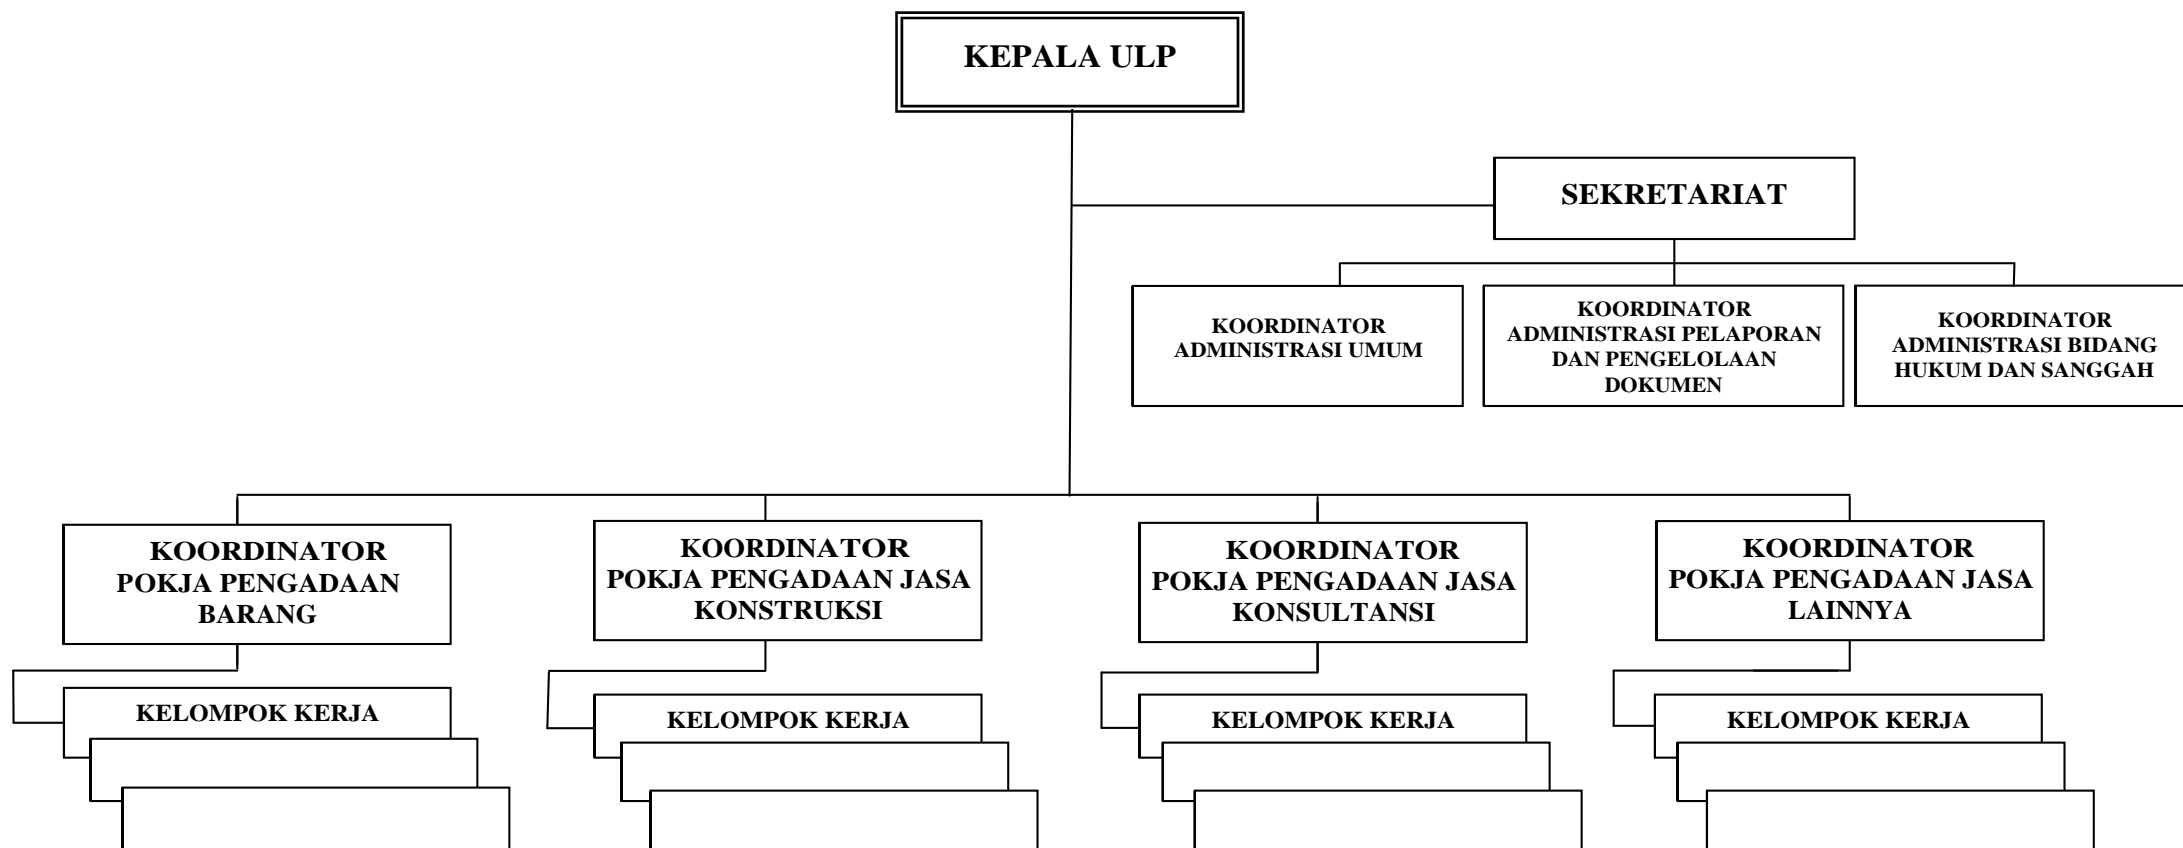 KEPALA ULP
SEKRETARIAT
KOORDINATOR
ADMINISTRASI UMUM
KOORDINATOR
ADMINISTRASI PELAPORAN
DAN PENGELOLAAN
DOKUMEN
KOORDINATOR
ADMINISTRASI BIDANG
HUKUM DAN SANGGAH
KOORDINATOR
POKJA PENGADAAN
BARANG
KOORDINATOR
POKJA PENGADAAN JASA
KONSTRUKSI
KOORDINATOR
POKJA PENGADAAN JASA
KONSULTANSI
KOORDINATOR
POKJA PENGADAAN JASA
LAINNYA
KELOMPOK KERJA
KELOMPOK KERJA
KELOMPOK KERJA
KELOMPOK KERJA